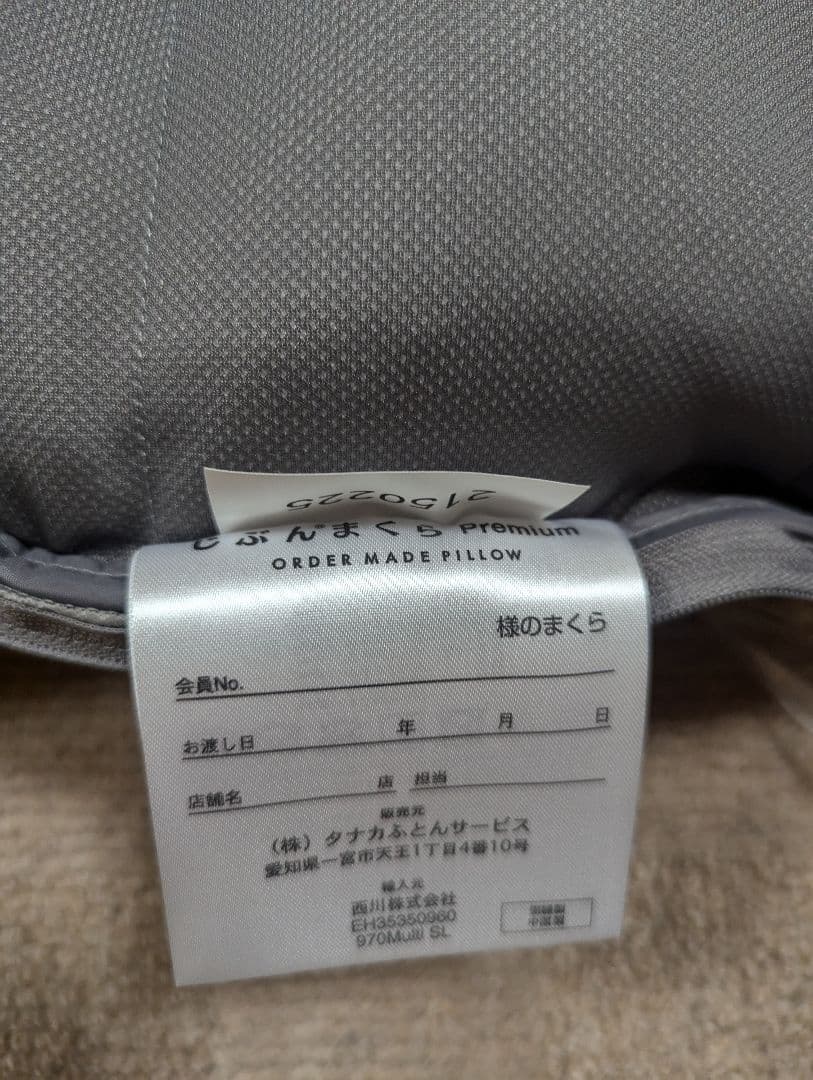 2150225
じぶん®まくら Premium
ORDER MADE PILLOW
様のまくら
会員No.
お渡し日 年 月 日
店舗名 店 担当
販売元
（株）タナカふとんサービス
愛知県一宮市天王1丁目4番10号
輸入元
西川株式会社
EH35350960
970Multi SL
中国製